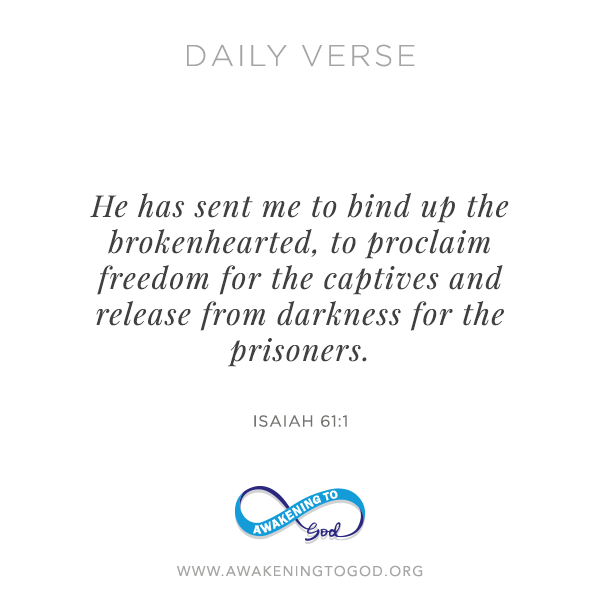 DAILY VERSE
He has sent me to bind up the
brokenhearted, to proclaim
freedom for the captives and
release from darkness for the
prisoners.
ISAIAH 61:1
AWAKENING TO
God
WWW.AWAKENINGTOGOD.ORG